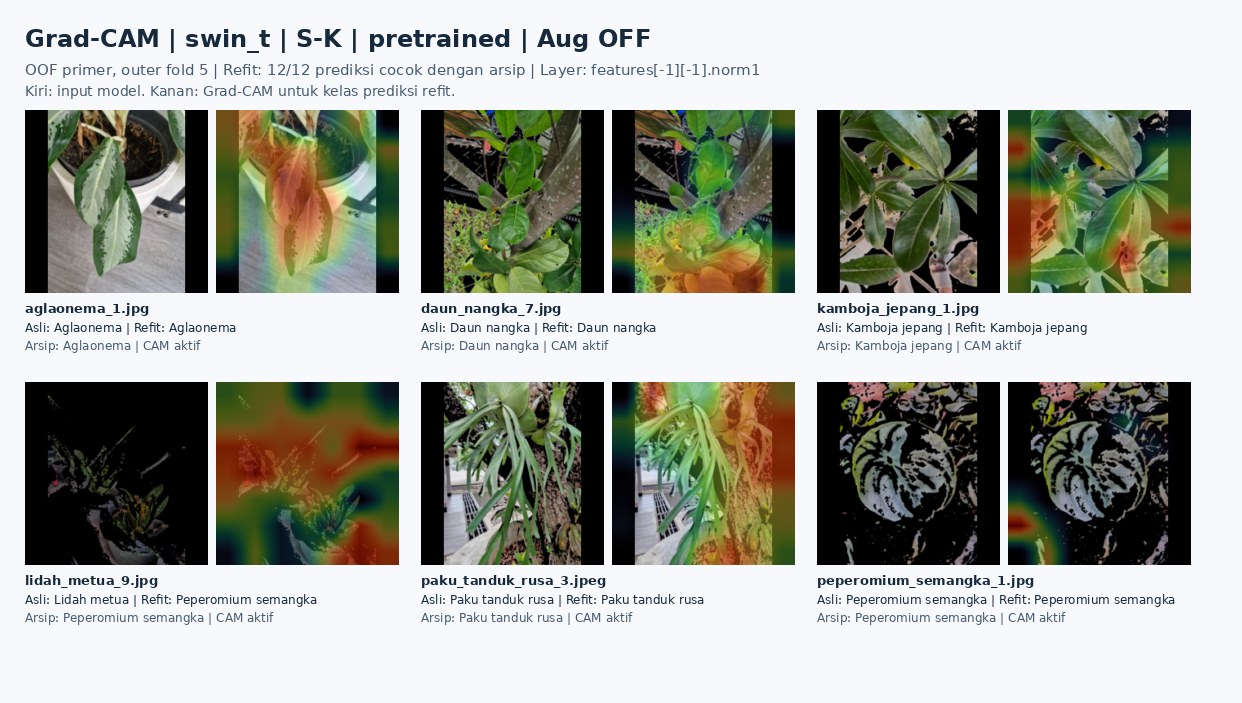 Grad-CAM | swin_t | S-K | pretrained | Aug OFF
OOF primer, outer fold 5 | Refit: 12/12 prediksi cocok dengan arsip | Layer: features[-1][-1].norm1
Kiri: input model. Kanan: Grad-CAM untuk kelas prediksi refit.
aglaonema_1.jpg
Asli: Aglaonema | Refit: Aglaonema
Arsip: Aglaonema | CAM aktif
daun_nangka_7.jpg
Asli: Daun nangka | Refit: Daun nangka
Arsip: Daun nangka | CAM aktif
kamboja_jepang_1.jpg
Asli: Kamboja jepang | Refit: Kamboja jepang
Arsip: Kamboja jepang | CAM aktif
lidah_metua_9.jpg
Asli: Lidah metua | Refit: Peperomium semangka
Arsip: Peperomium semangka | CAM aktif
paku_tanduk_rusa_3.jpeg
Asli: Paku tanduk rusa | Refit: Paku tanduk rusa
Arsip: Paku tanduk rusa | CAM aktif
peperomium_semangka_1.jpg
Asli: Peperomium semangka | Refit: Peperomium semangka
Arsip: Peperomium semangka | CAM aktif